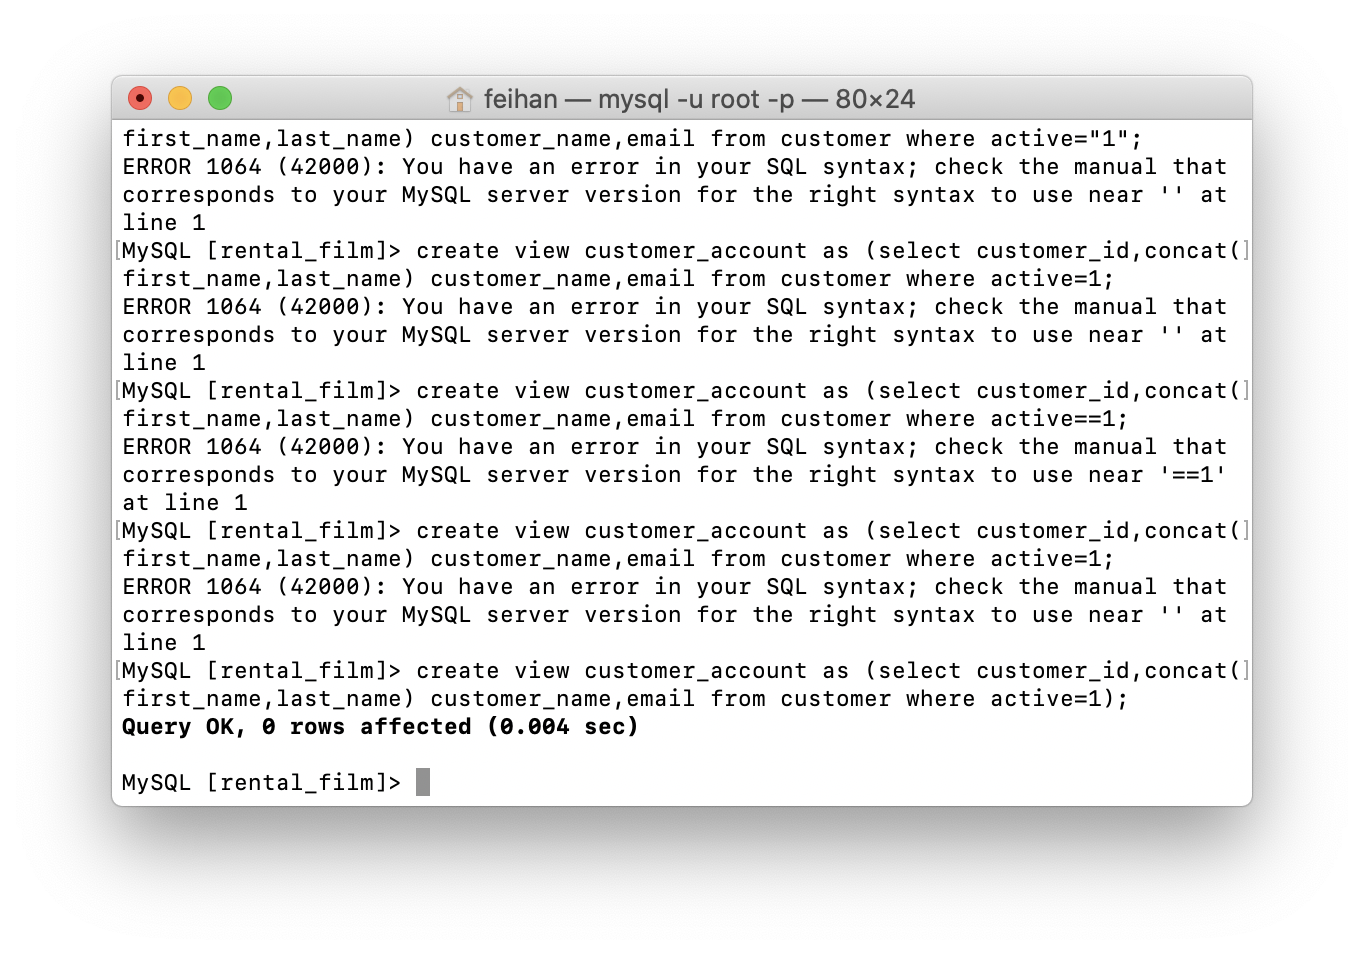 feihan — mysql -u root -p — 80×24
first_name,last_name) customer_name,email from customer where active="1";
ERROR 1064 (42000): You have an error in your SQL syntax; check the manual that
corresponds to your MySQL server version for the right syntax to use near '' at
line 1
[MySQL [rental_film]> create view customer_account as (select customer_id,concat(]
first_name,last_name) customer_name,email from customer where active=1;
ERROR 1064 (42000): You have an error in your SQL syntax; check the manual that
corresponds to your MySQL server version for the right syntax to use near '' at
line 1
[MySQL [rental_film]> create view customer_account as (select customer_id,concat(]
first_name,last_name) customer_name,email from customer where active==1;
ERROR 1064 (42000): You have an error in your SQL syntax; check the manual that
corresponds to your MySQL server version for the right syntax to use near '==1'
at line 1
[MySQL [rental_film]> create view customer_account as (select customer_id,concat(]
first_name,last_name) customer_name,email from customer where active=1;
ERROR 1064 (42000): You have an error in your SQL syntax; check the manual that
corresponds to your MySQL server version for the right syntax to use near '' at
line 1
[MySQL [rental_film]> create view customer_account as (select customer_id,concat(]
first_name,last_name) customer_name,email from customer where active=1);
Query OK, 0 rows affected (0.004 sec)
MySQL [rental_film]>